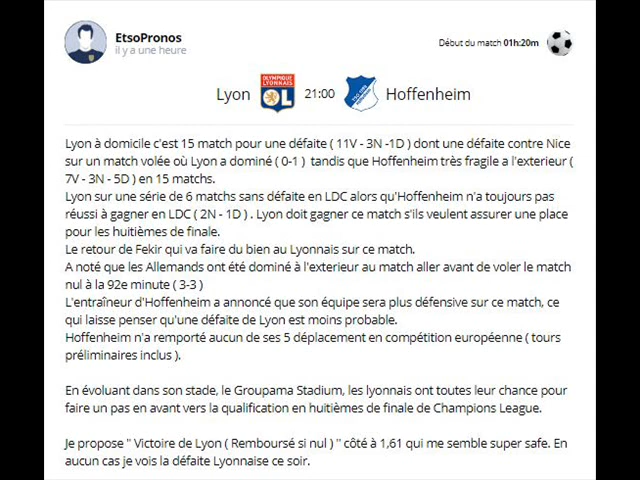 EtsoPronos
il y a une heure
Début du match 01h:20m
Lyon OLYMPIQUE LYONNAIS OL 21:00 Hoffenheim
Lyon à domicile c'est 15 match pour une défaite ( 11V - 3N -1D ) dont une défaite contre Nice
sur un match volée où Lyon a dominé ( 0-1 ) tandis que Hoffenheim très fragile a l'exterieur (
7V - 3N - 5D ) en 15 matchs.
Lyon sur une série de 6 matchs sans défaite en LDC alors qu'Hoffenheim n'a toujours pas
réussi à gagner en LDC ( 2N - 1D ) . Lyon doit gagner ce match s'ils veulent assurer une place
pour les huitièmes de finale.
Le retour de Fekir qui va faire du bien au Lyonnais sur ce match.
A noté que les Allemands ont été dominé à l'exterieur au match aller avant de voler le match
nul à la 92e minute ( 3-3 )
L'entraîneur d'Hoffenheim a annoncé que son équipe sera plus défensive sur ce match, ce
qui laisse penser qu'une défaite de Lyon est moins probable.
Hoffenheim n'a remporté aucun de ses 5 déplacement en compétition européenne ( tours
préliminaires inclus ).
En évoluant dans son stade, le Groupama Stadium, les lyonnais ont toutes leur chance pour
faire un pas en avant vers la qualification en huitièmes de finale de Champions League.
Je propose " Victoire de Lyon ( Remboursé si nul ) " côté à 1,61 qui me semble super safe. En
aucun cas je vois la défaite Lyonnaise ce soir.